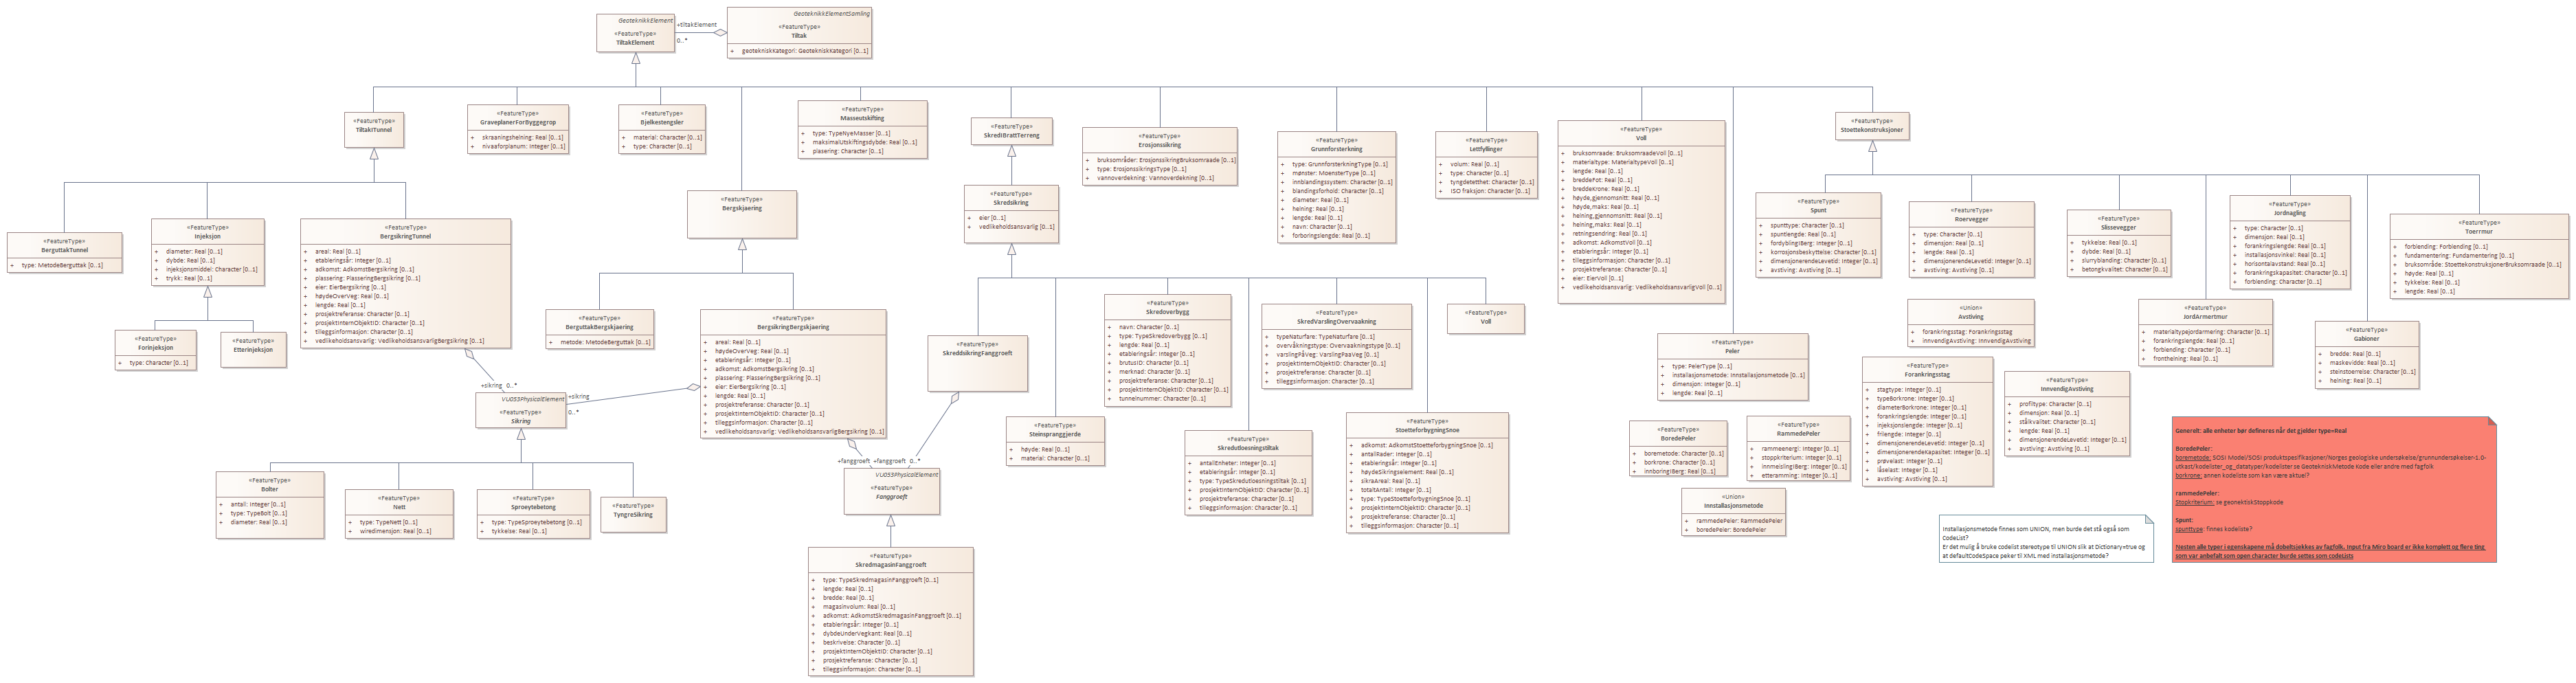 GeoteknikkElement
«FeatureType»
TiltakElement
+tiltakElement
0..*
GeoteknikkElementSamling
«FeatureType»
Tiltak
+ geotekniskKategori: GeotekniskKategori [0..1]
«FeatureType»
TiltakITunnel
«FeatureType»
GraveplanerForByggegrop
+ skraaningshelning: Real [0..1]
+ nivaaforplanum: Integer [0..1]
«FeatureType»
Bjelkestengsler
+ material: Character [0..1]
+ type: Character [0..1]
«FeatureType»
Masseutskifting
+ type: TypeNyeMasser [0..1]
+ maksimalUtskiftingsdybde: Real [0..1]
+ plasering: Character [0..1]
«FeatureType»
SkredIBrattTerreng
«FeatureType»
Erosjonssikring
+ bruksområder: ErosjonssikringBruksomraade [0..1]
+ type: ErosjonssikringsType [0..1]
+ vannoverdekning: Vannoverdekning [0..1]
«FeatureType»
Grunnforsterkning
+ type: GrunnforsterkningType [0..1]
+ mønster: MoensterType [0..1]
+ innblandingssystem: Character [0..1]
+ blandingsforhold: Character [0..1]
+ diameter: Real [0..1]
+ helning: Real [0..1]
+ lengde: Real [0..1]
+ navn: Character [0..1]
+ forboringslengde: Real [0..1]
«FeatureType»
Lettfyllinger
+ volum: Real [0..1]
+ type: Character [0..1]
+ tyngdetetthet: Character [0..1]
+ ISO fraksjon: Character [0..1]
«FeatureType»
Voll
+ bruksomraade: BruksomraadeVoll [0..1]
+ materialtype: MaterialtypeVoll [0..1]
+ lengde: Real [0..1]
+ breddeFot: Real [0..1]
+ breddeKrone: Real [0..1]
+ høyde,gjennomsnitt: Real [0..1]
+ høyde,maks: Real [0..1]
+ helning,gjennomsnitt: Real [0..1]
+ helning,maks: Real [0..1]
+ retningsendring: Real [0..1]
+ adkomst: AdkomstVoll [0..1]
+ etableringsår: Integer [0..1]
+ tilleggsinformasjon: Character [0..1]
+ prosjektreferanse: Character [0..1]
+ eier: EierVoll [0..1]
+ vedlikeholdsansvarlig: VedlikeholdsansvarligVoll [0..1]
«FeatureType»
Stoettekonstruksjoner
«FeatureType»
BerguttakTunnel
+ type: MetodeBerguttak [0..1]
«FeatureType»
Injeksjon
+ diameter: Real [0..1]
+ dybde: Real [0..1]
+ injeksjonsmiddel: Character [0..1]
+ trykk: Real [0..1]
«FeatureType»
BergsikringTunnel
+ areal: Real [0..1]
+ etableringsår: Integer [0..1]
+ adkomst: AdkomstBergsikring [0..1]
+ plassering: PlasseringBergsikring [0..1]
+ eier: EierBergsikring [0..1]
+ høydeOverVeg: Real [0..1]
+ lengde: Real [0..1]
+ prosjektreferanse: Character [0..1]
+ prosjektInternObjektID: Character [0..1]
+ tilleggsinformasjon: Character [0..1]
+ vedlikeholdsansvarlig: VedlikeholdsansvarligBergsikring [0..1]
«FeatureType»
Forinjeksjon
+ type: Character [0..1]
«FeatureType»
Etterinjeksjon
«FeatureType»
Bergskjaering
«FeatureType»
BerguttakBergskjaering
+ metode: MetodeBerguttak [0..1]
«FeatureType»
BergsikringBergskjaering
+ areal: Real [0..1]
+ høydeOverVeg: Real [0..1]
+ etableringsår: Integer [0..1]
+ adkomst: AdkomstBergsikring [0..1]
+ plassering: PlasseringBergsikring [0..1]
+ eier: EierBergsikring [0..1]
+ lengde: Real [0..1]
+ prosjektreferanse: Character [0..1]
+ prosjektInternObjektID: Character [0..1]
+ tilleggsinformasjon: Character [0..1]
+ vedlikeholdsansvarlig: VedlikeholdsansvarligBergsikring [0..1]
+sikring 0..*
+sikring
0..*
VU053PhysicalElement
«FeatureType»
Sikring
«FeatureType»
Bolter
+ antall: Integer [0..1]
+ type: TypeBolt [0..1]
+ diameter: Real [0..1]
«FeatureType»
Nett
+ type: TypeNett [0..1]
+ wiredimensjon: Real [0..1]
«FeatureType»
Sproeytebetong
+ type: TypeSproeytebetong [0..1]
+ tykkelse: Real [0..1]
«FeatureType»
TyngreSikring
«FeatureType»
Skredsikring
+ eier [0..1]
+ vedlikeholdsansvarlig [0..1]
«FeatureType»
SkreddsikringFanggroeft
+fanggroeft +fanggroeft 0..*
VU053PhysicalElement
«FeatureType»
Fanggroeft
«FeatureType»
SkredmagasinFanggroeft
+ type: TypeSkredmagasinFanggroeft [0..1]
+ lengde: Real [0..1]
+ bredde: Real [0..1]
+ magasinvolum: Real [0..1]
+ adkomst: AdkomstSkredmagasinFanggroeft [0..1]
+ etableringsår: Integer [0..1]
+ dybdeUnderVegkant: Real [0..1]
+ beskrivelse: Character [0..1]
+ prosjektInternObjektID: Character [0..1]
+ prosjektreferanse: Character [0..1]
+ tilleggsinformasjon: Character [0..1]
«FeatureType»
Steinspranggjerde
+ høyde: Real [0..1]
+ material: Character [0..1]
«FeatureType»
Skredoverbygg
+ navn: Character [0..1]
+ type: TypeSkredoverbygg [0..1]
+ lengde: Real [0..1]
+ etableringsår: Integer [0..1]
+ brutusID: Character [0..1]
+ merknad: Character [0..1]
+ prosjektreferanse: Character [0..1]
+ prosjektInternObjektID: Character [0..1]
+ tunnelnummer: Character [0..1]
«FeatureType»
Skredutloesningstiltak
+ antallEnheter: Integer [0..1]
+ etableringsår: Integer [0..1]
+ type: TypeSkredutloesningstiltak [0..1]
+ prosjektInternObjektID: Character [0..1]
+ prosjektreferanse: Character [0..1]
+ tilleggsinformasjon: Character [0..1]
«FeatureType»
SkredVarslingOvervaakning
+ typeNaturfare: TypeNaturfare [0..1]
+ overvåkningstype: Overvaakningstype [0..1]
+ varslingPåVeg: VarslingPaaVeg [0..1]
+ prosjektInternObjektID: Character [0..1]
+ prosjektreferanse: Character [0..1]
+ tilleggsinformasjon: Character [0..1]
«FeatureType»
StoetteforbygningSnoe
+ adkomst: AdkomstStoetteforbygningSnoe [0..1]
+ antallRader: Integer [0..1]
+ etableringsår: Integer [0..1]
+ høydeSikringselement: Real [0..1]
+ sikraAreal: Real [0..1]
+ totaltAntall: Integer [0..1]
+ type: TypeStoetteforbygningSnoe [0..1]
+ prosjektInternObjektID: Character [0..1]
+ prosjektreferanse: Character [0..1]
+ tilleggsinformasjon: Character [0..1]
«FeatureType»
Voll
«FeatureType»
Peler
+ type: PelerType [0..1]
+ installasjonsmetode: Innstallasjonsmetode [0..1]
+ dimensjon: Integer [0..1]
+ lengde: Real [0..1]
«FeatureType»
BoredePeler
+ boremetode: Character [0..1]
+ borkrone: Character [0..1]
+ innboringIBerg: Real [0..1]
«FeatureType»
RammedePeler
+ rammeenergi: Integer [0..1]
+ stoppkriterium: Integer [0..1]
+ innmeislingIBerg: Integer [0..1]
+ etterramming: Integer [0..1]
«Union»
Innstallasjonsmetode
+ rammedePeler: RammedePeler
+ boredePeler: BoredePeler
«FeatureType»
Spunt
+ spunttype: Character [0..1]
+ spuntlengde: Real [0..1]
+ fordyblingIBerg: Integer [0..1]
+ korrosjonsbeskyttelse: Character [0..1]
+ dimensjonerendeLevetid: Integer [0..1]
+ avstiving: Avstiving [0..1]
«FeatureType»
Roervegger
+ type: Character [0..1]
+ dimensjon: Real [0..1]
+ lengde: Real [0..1]
+ dimensjonerendeLevetid: Integer [0..1]
+ avstiving: Avstiving [0..1]
«FeatureType»
Slissevegger
+ tykkelse: Real [0..1]
+ dybde: Real [0..1]
+ slurryblanding: Character [0..1]
+ betongkvalitet: Character [0..1]
«FeatureType»
Jordnagling
+ type: Character [0..1]
+ dimensjon: Real [0..1]
+ forankringslengde: Real [0..1]
+ installasjonsvinkel: Real [0..1]
+ horisontalavstand: Real [0..1]
+ forankringskapasitet: Character [0..1]
+ forblending: Character [0..1]
«FeatureType»
Toerrmur
+ forblending: Forblending [0..1]
+ fundamentering: Fundamentering [0..1]
+ bruksområde: StoettekonstruksjonerBruksomraade [0..1]
+ høyde: Real [0..1]
+ tykkelse: Real [0..1]
+ lengde: Real [0..1]
«Union»
Avstiving
+ forankringsstag: Forankringsstag
+ innvendigAvstiving: InnvendigAvstiving
«FeatureType»
JordArmertmur
+ materialtypeJordarmering: Character [0..1]
+ forankringslengde: Real [0..1]
+ forblending: Character [0..1]
+ fronthelning: Real [0..1]
«FeatureType»
Gabioner
+ bredde: Real [0..1]
+ maskevidde: Real [0..1]
+ steinstoerrelse: Character [0..1]
+ helning: Real [0..1]
«FeatureType»
Forankringsstag
+ stagtype: Integer [0..1]
+ typeBorkrone: Integer [0..1]
+ diameterBorkrone: Integer [0..1]
+ forankringslengde: Integer [0..1]
+ injeksjonslengde: Integer [0..1]
+ frilengde: Integer [0..1]
+ dimensjonerendeLevetid: Integer [0..1]
+ dimensjonerendeKapasitet: Integer [0..1]
+ prøvelast: Integer [0..1]
+ låselast: Integer [0..1]
+ avstiving: Avstiving [0..1]
«FeatureType»
InnvendigAvstiving
+ profiltype: Character [0..1]
+ dimensjon: Real [0..1]
+ stålkvalitet: Character [0..1]
+ lengde: Real [0..1]
+ dimensjonerendeLevetid: Integer [0..1]
+ avstiving: Avstiving [0..1]
Installasjonsmetode finnes som UNION, men burde det stå også som
CodeList?
Er det mulig å bruke codelist stereotype til UNION slik at Dictionary=true og
at defaultCodeSpace peker til XML med installasjonsmetode?
Generelt: alle enheter bør defineres når det gjelder type=Real
BoredePeler:
boremetode: SOSI Model/SOSI produktspesifikasjoner/Norges geologiske undersøkelse/grunnundersøkelser-1.0-
utkast/kodelister_og_datatyper/kodelister se GeotekniskMetode Kode eller andre med fagfolk
borkrone: annen kodeliste som kan være aktuel?
rammedePeler:
Stopkriterium: se geonektiskStoppkode
Spunt:
spunttype: finnes kodeliste?
Nesten alle typer i egenskapene må dobeltsjekkes av fagfolk. Input fra Miro board er ikke komplett og flere ting
som var anbefalt som open character burde settes som codeLists